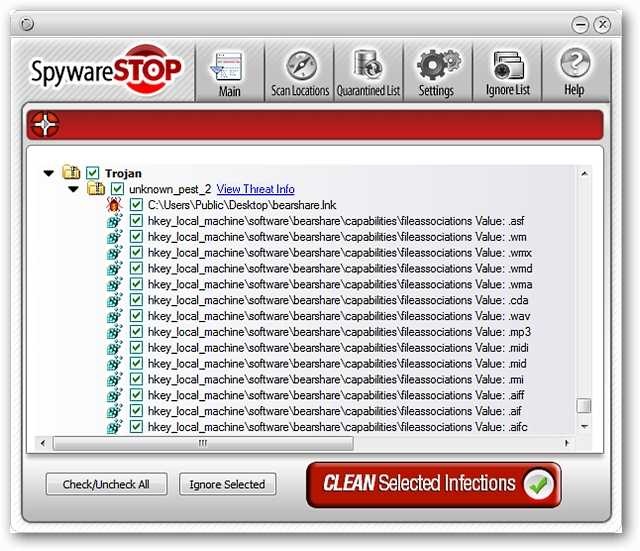 SpywareSTOP
Main
Scan Locations
Quarantined List
Settings
Ignore List
Help
Trojan
unknown_pest_2 View Threat Info
C:\Users\Public\Desktop\bearshare.lnk
hkey_local_machine\software\bearshare\capabilities\fileassociations Value: .asf
hkey_local_machine\software\bearshare\capabilities\fileassociations Value: .wm
hkey_local_machine\software\bearshare\capabilities\fileassociations Value: .wmx
hkey_local_machine\software\bearshare\capabilities\fileassociations Value: .wmd
hkey_local_machine\software\bearshare\capabilities\fileassociations Value: .wma
hkey_local_machine\software\bearshare\capabilities\fileassociations Value: .cda
hkey_local_machine\software\bearshare\capabilities\fileassociations Value: .wav
hkey_local_machine\software\bearshare\capabilities\fileassociations Value: .mp3
hkey_local_machine\software\bearshare\capabilities\fileassociations Value: .midi
hkey_local_machine\software\bearshare\capabilities\fileassociations Value: .mid
hkey_local_machine\software\bearshare\capabilities\fileassociations Value: .rmi
hkey_local_machine\software\bearshare\capabilities\fileassociations Value: .aiff
hkey_local_machine\software\bearshare\capabilities\fileassociations Value: .aif
hkey_local_machine\software\bearshare\capabilities\fileassociations Value: .aifc
Check/Uncheck All
Ignore Selected
CLEAN Selected Infections